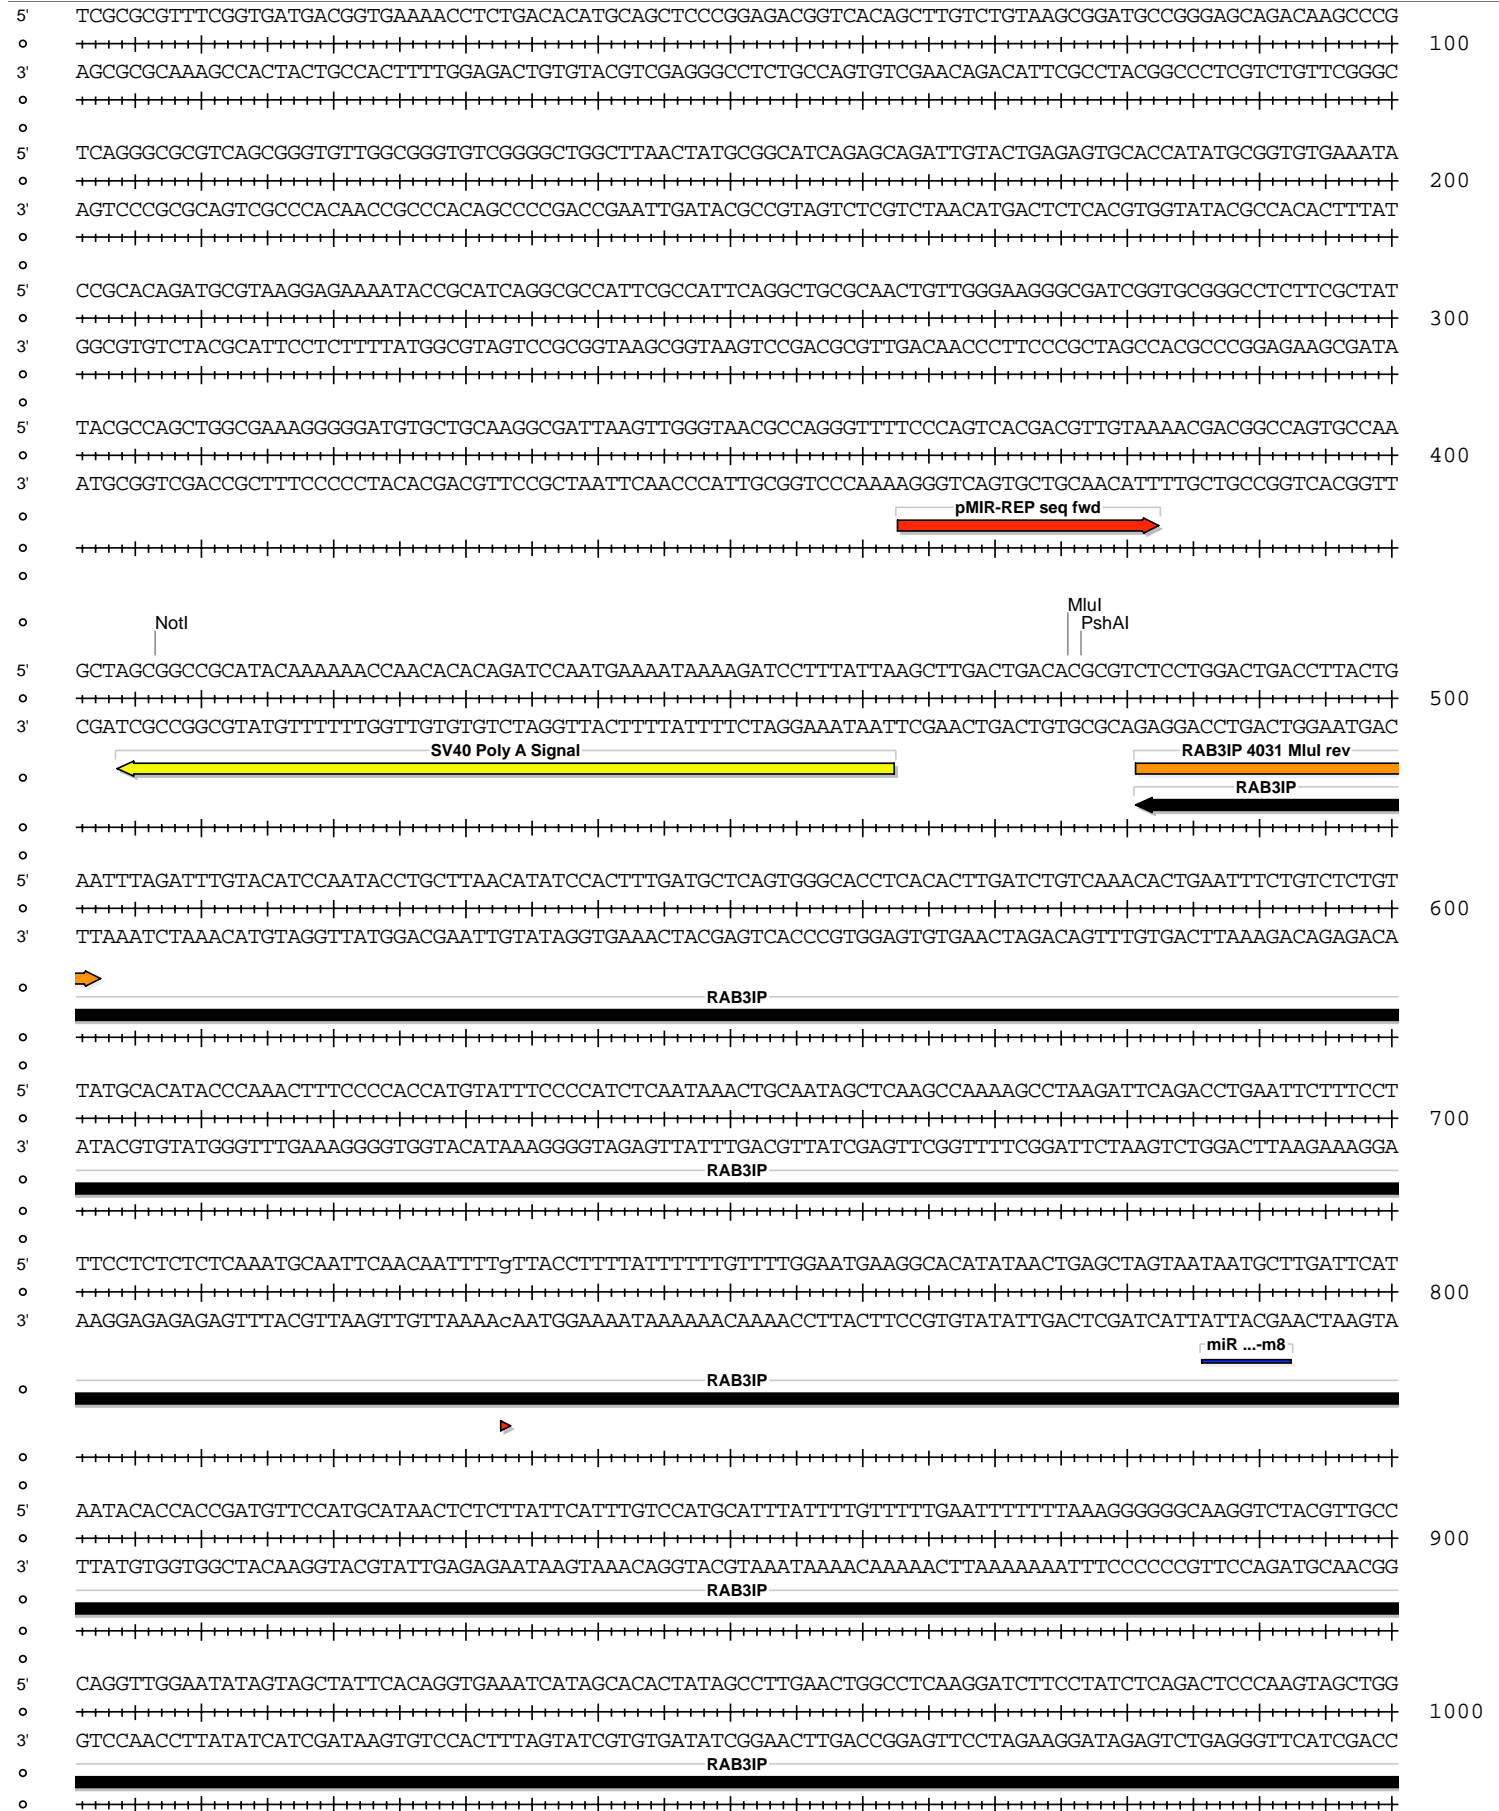 5' TCGCGCGTTTCGGTGATGACGGTGAAAACCTCTGACACATGCAGCTCCCGGAGACGGTCACAGCTTGTCTGTAAGCGGATGCCGGGAGCAGACAAGCCCG
100
3' AGCGCGCAAAGCCACTACTGCCACTTTTGGAGACTGTGTACGTCGAGGGCCTCTGCCAGTGTCGAACAGACATTCGCCTACGGCCCTCGTCTGTTCGGGC
5' TCAGGGCGCGTCAGCGGGTGTTGGCGGGTGTCGGGGCTGGCTTAACTATGCGGCATCAGAGCAGATTGTACTGAGAGTGCACCATATGCGGTGTGAAATA
200
3' AGTCCCGCGCAGTCGCCCACAACCGCCCACAGCCCCGACCGAATTGATACGCCGTAGTCTCGTCTAACATGACTCTCACGTGGTATACGCCACACTTTAT
5' CCGCACAGATGCGTAAGGAGAAAATACCGCATCAGGCGCCATTCGCCATTCAGGCTGCGCAACTGTTGGGAAGGGCGATCGGTGCGGGCCTCTTCGCTAT
300
3' GGCGTGTCTACGCATTCCTCTTTTATGGCGTAGTCCGCGGTAAGCGGTAAGTCCGACGCGTTGACAACCCTTCCCGCTAGCCACGCCCGGAGAAGCGATA
5' TACGCCAGCTGGCGAAAGGGGGATGTGCTGCAAGGCGATTAAGTTGGGTAACGCCAGGGTTTTCCCAGTCACGACGTTGTAAAACGACGGCCAGTGCCAA
400
3' ATGCGGTCGACCGCTTTCCCCCTACACGACGTTCCGCTAATTCAACCCATTGCGGTCCCAAAAGGGTCAGTGCTGCAACATTTTGCTGCCGGTCACGGTT
pMIR-REP seq fwd
MluI
NotI PshAI
5' GCTAGCGGCCGCATACAAAAAACCAACACACAGATCCAATGAAAATAAAAGATCCTTTATTAAGCTTGACTGACACGCGTCTCCTGGACTGACCTTACTG
500
3' CGATCGCCGGCGTATGTTTTTTGGTTGTGTGTCTAGGTTACTTTTATTTTCTAGGAAATAATTCGAACTGACTGTGCGCAGAGGACCTGACTGGAATGAC
SV40 Poly A Signal RAB3IP 4031 MluI rev
RAB3IP
5' AATTTAGATTTGTACATCCAATACCTGCTTAACATATCCACTTTGATGCTCAGTGGGCACCTCACACTTGATCTGTCAAACACTGAATTTCTGTCTCTGT
600
3' TTAAATCTAAACATGTAGGTTATGGACGAATTGTATAGGTGAAACTACGAGTCACCCGTGGAGTGTGAACTAGACAGTTTGTGACTTAAAGACAGAGACA
RAB3IP
5' TATGCACATACCCAAACTTTCCCCACCATGTATTTCCCCATCTCAATAAACTGCAATAGCTCAAGCCAAAAGCCTAAGATTCAGACCTGAATTCTTTCCT
700
3' ATACGTGTATGGGTTTGAAAGGGGTGGTACATAAAGGGGTAGAGTTATTTGACGTTATCGAGTTCGGTTTTCGGATTCTAAGTCTGGACTTAAGAAAGGA
RAB3IP
5' TTCCTCTCTCTCAAATGCAATTCAACAATTTTgTTACCTTTTATTTTTTGTTTTGGAATGAAGGCACATATAACTGAGCTAGTAATAATGCTTGATTCAT
800
3' AAGGAGAGAGAGTTTACGTTAAGTTGTTAAAAcAATGGAAAATAAAAAACAAAACCTTACTTCCGTGTATATTGACTCGATCATTATTACGAACTAAGTA
miR ...-m8
RAB3IP
5' AATACACCACCGATGTTCCATGCATAACTCTCTTATTCATTTGTCCATGCATTTATTTTGTTTTTGAATTTTTTTAAAGGGGGGCAAGGTCTACGTTGCC
900
3' TTATGTGGTGGCTACAAGGTACGTATTGAGAGAATAAGTAAACAGGTACGTAAATAAAACAAAAACTTAAAAAAATTTCCCCCCGTTCCAGATGCAACGG
RAB3IP
5' CAGGTTGGAATATAGTAGCTATTCACAGGTGAAATCATAGCACACTATAGCCTTGAACTGGCCTCAAGGATCTTCCTATCTCAGACTCCCAAGTAGCTGG
1000
3' GTCCAACCTTATATCATCGATAAGTGTCCACTTTAGTATCGTGTGATATCGGAACTTGACCGGAGTTCCTAGAAGGATAGAGTCTGAGGGTTCATCGACC
RAB3IP